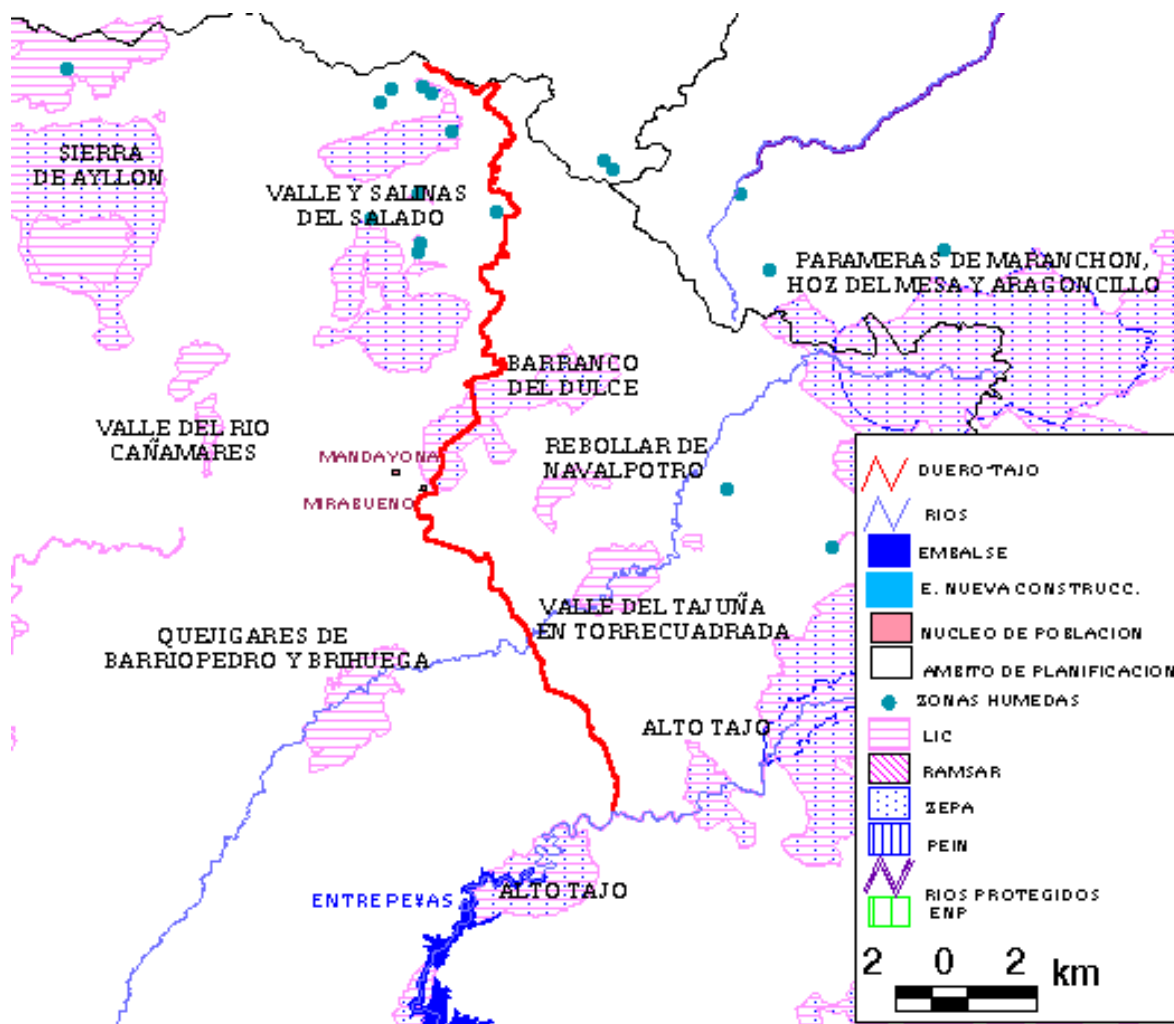 SIERRA
DE AYLLON
VALLE Y SALINAS
DEL SALADO
PARAMERAS DE MARANCHON,
HOZ DEL MESA Y ARAGONCILLO
BARRANCO
DEL DULCE
VALLE DEL RIO
CAÑAMARES
MANDAYONA
MIRABUENO
REBOLLAR DE
NAVALPOTRO
VALLE DEL TAJUÑA
EN TORRECUADRADA
QUEJIGARES DE
BARRIOPEDRO Y BRIHUEGA
ALTO TAJO
ENTREPE¥AS
ALTO TAJO
DUERO-TAJO
RIOS
EMBALSE
E. NUEVA CONSTRUCC.
NUCLEO DE POBLACION
AMBITO DE PLANIFICACION
ZONAS HUMEDAS
LIC
RAMSAR
ZEPA
PEIN
RIOS PROTEGIDOS
ENP
2 0 2 km